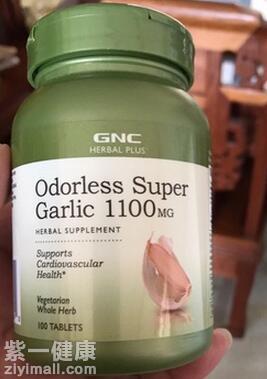 GNC
HERBAL PLUS
Odorless Super
Garlic 1100MG
HERBAL SUPPLEMENT
Supports
Cardiovascular
Health*
Vegetarian
Whole Herb
100 TABLETS
紫一健康
ziyimall.com